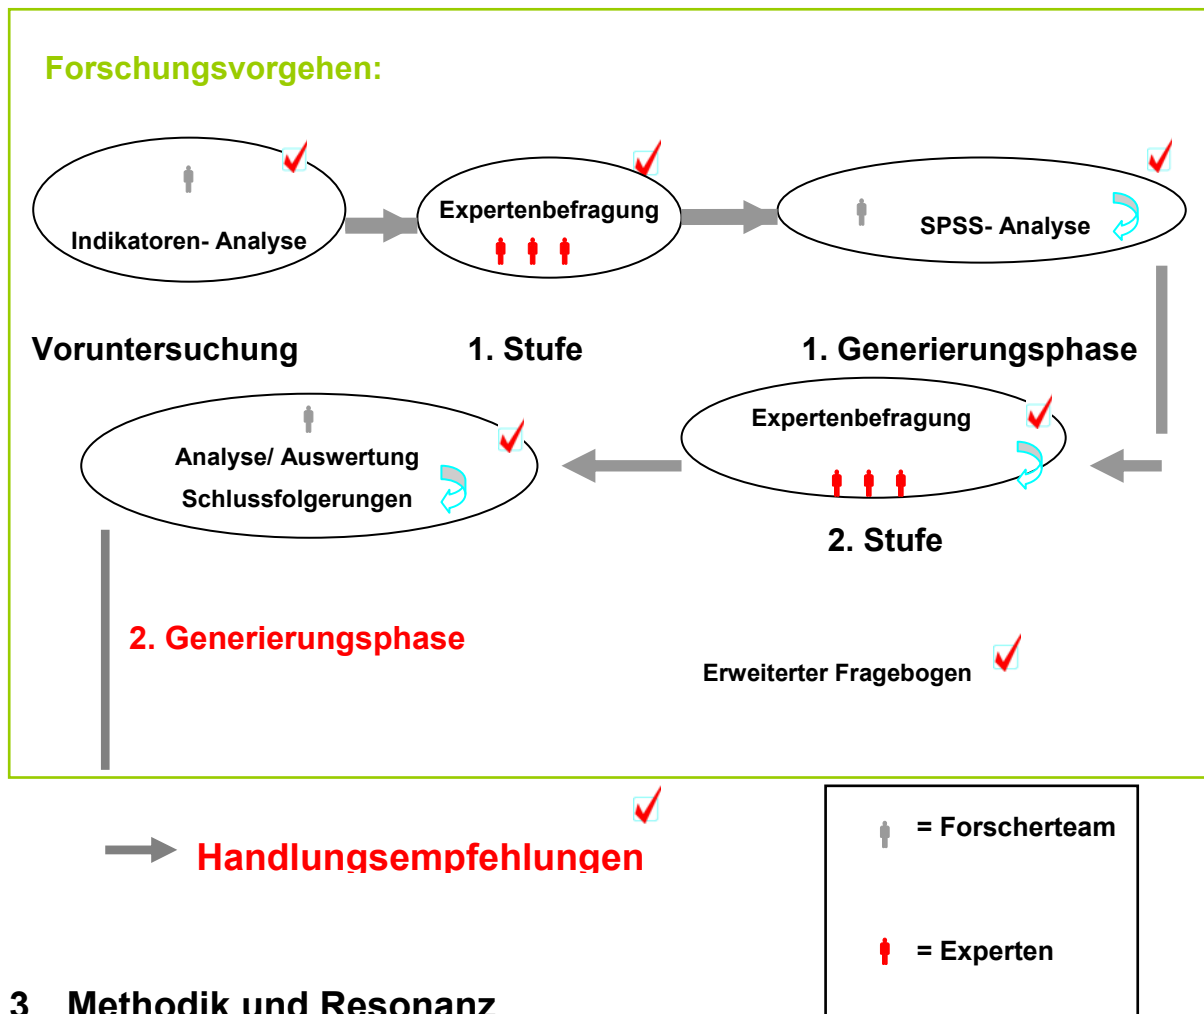 Forschungsvorgehen:
Indikatoren- Analyse
Expertenbefragung
SPSS- Analyse
Voruntersuchung
1. Stufe
1. Generierungsphase
Expertenbefragung
Analyse/ Auswertung
Schlussfolgerungen
2. Stufe
2. Generierungsphase
Erweiterter Fragebogen
Handlungsempfehlungen
= Forscherteam
= Experten
3 Methodik und Resonanz